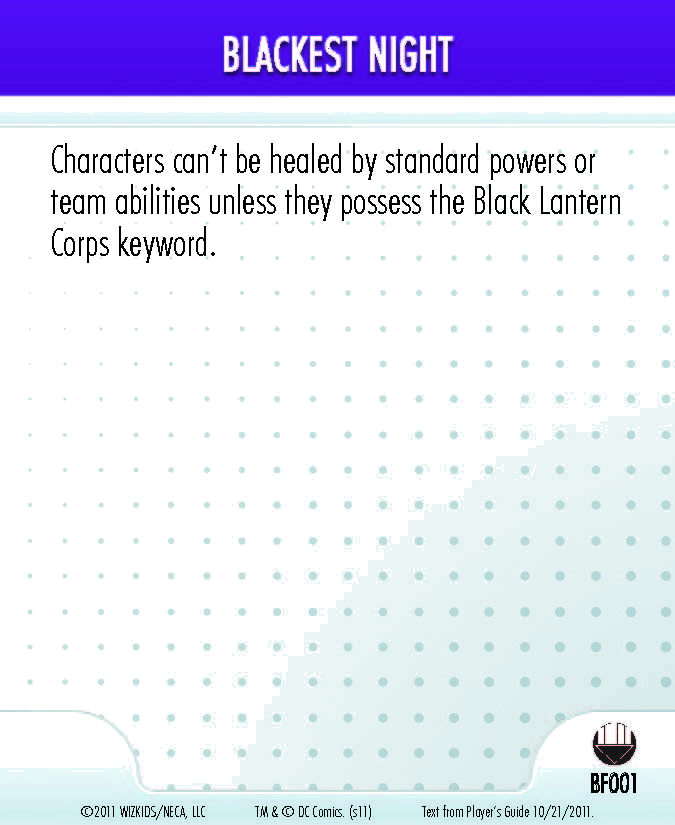 BLACKEST NIGHT
Characters can't be healed by standard powers or
team abilities unless they possess the Black Lantern
Corps keyword.
BF001
©2011 WIZKIDS/NECA, LLC TM & © DC Comics. (s11) Text from Player's Guide 10/21/2011.